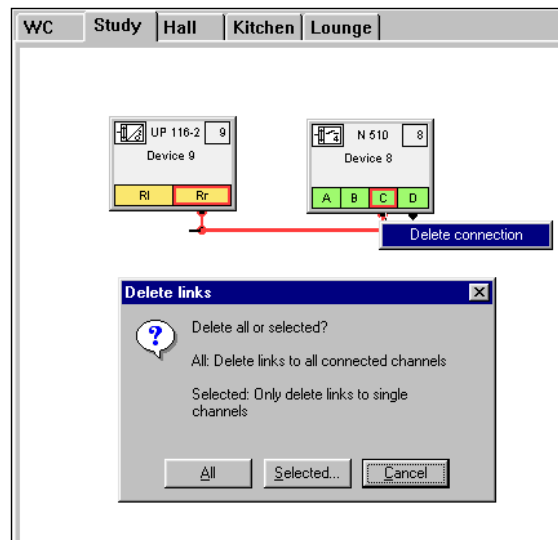 WC Study Hall Kitchen Lounge
UP 116-2 9
Device 9
Rl Rr
N 510 8
Device 8
A B C D
Delete connection
Delete links
Delete all or selected?
All: Delete links to all connected channels
Selected: Only delete links to single
channels
All Selected... Cancel